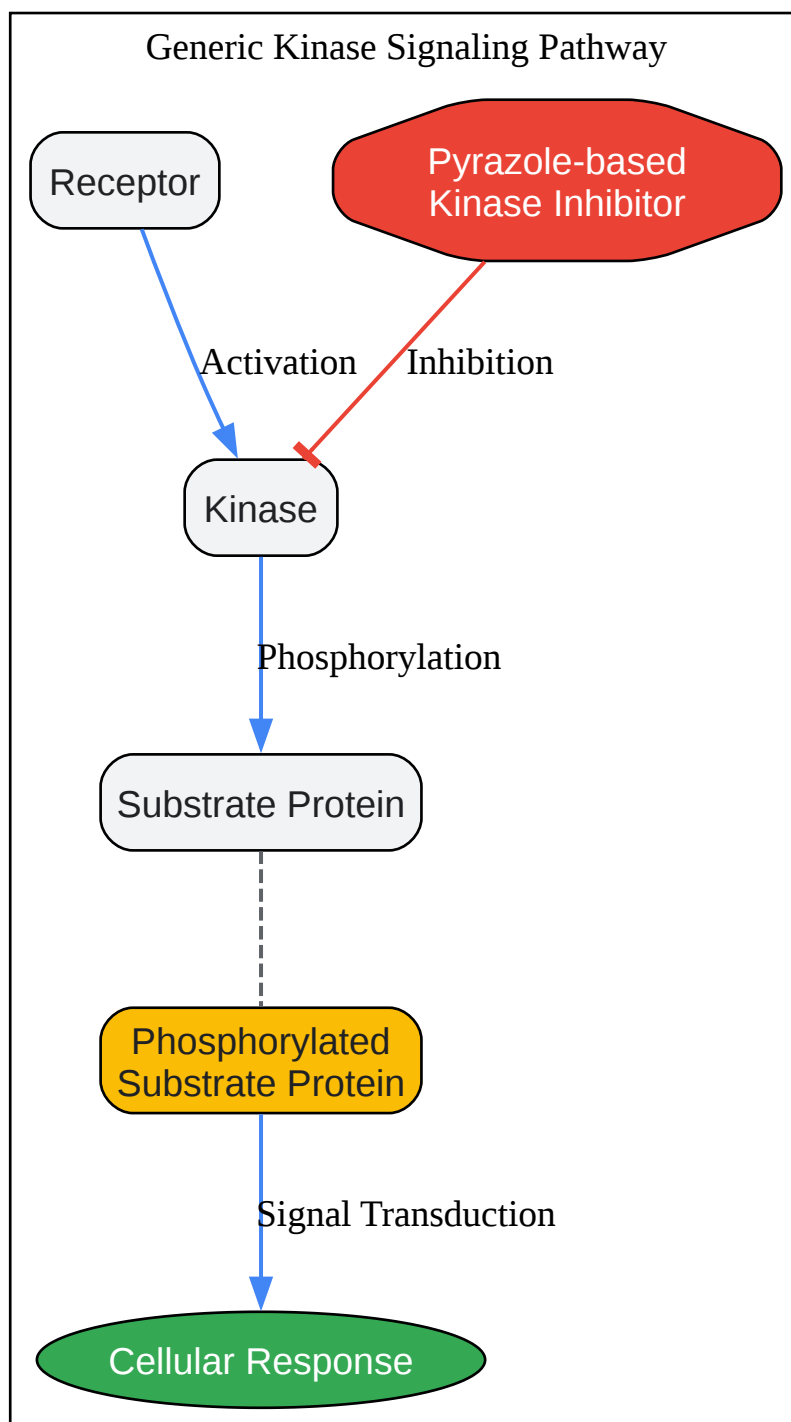 Generic Kinase Signaling Pathway
Receptor
Pyrazole-based
Kinase Inhibitor
Activation
Inhibition
Kinase
Phosphorylation
Substrate Protein
Phosphorylated
Substrate Protein
Signal Transduction
Cellular Response